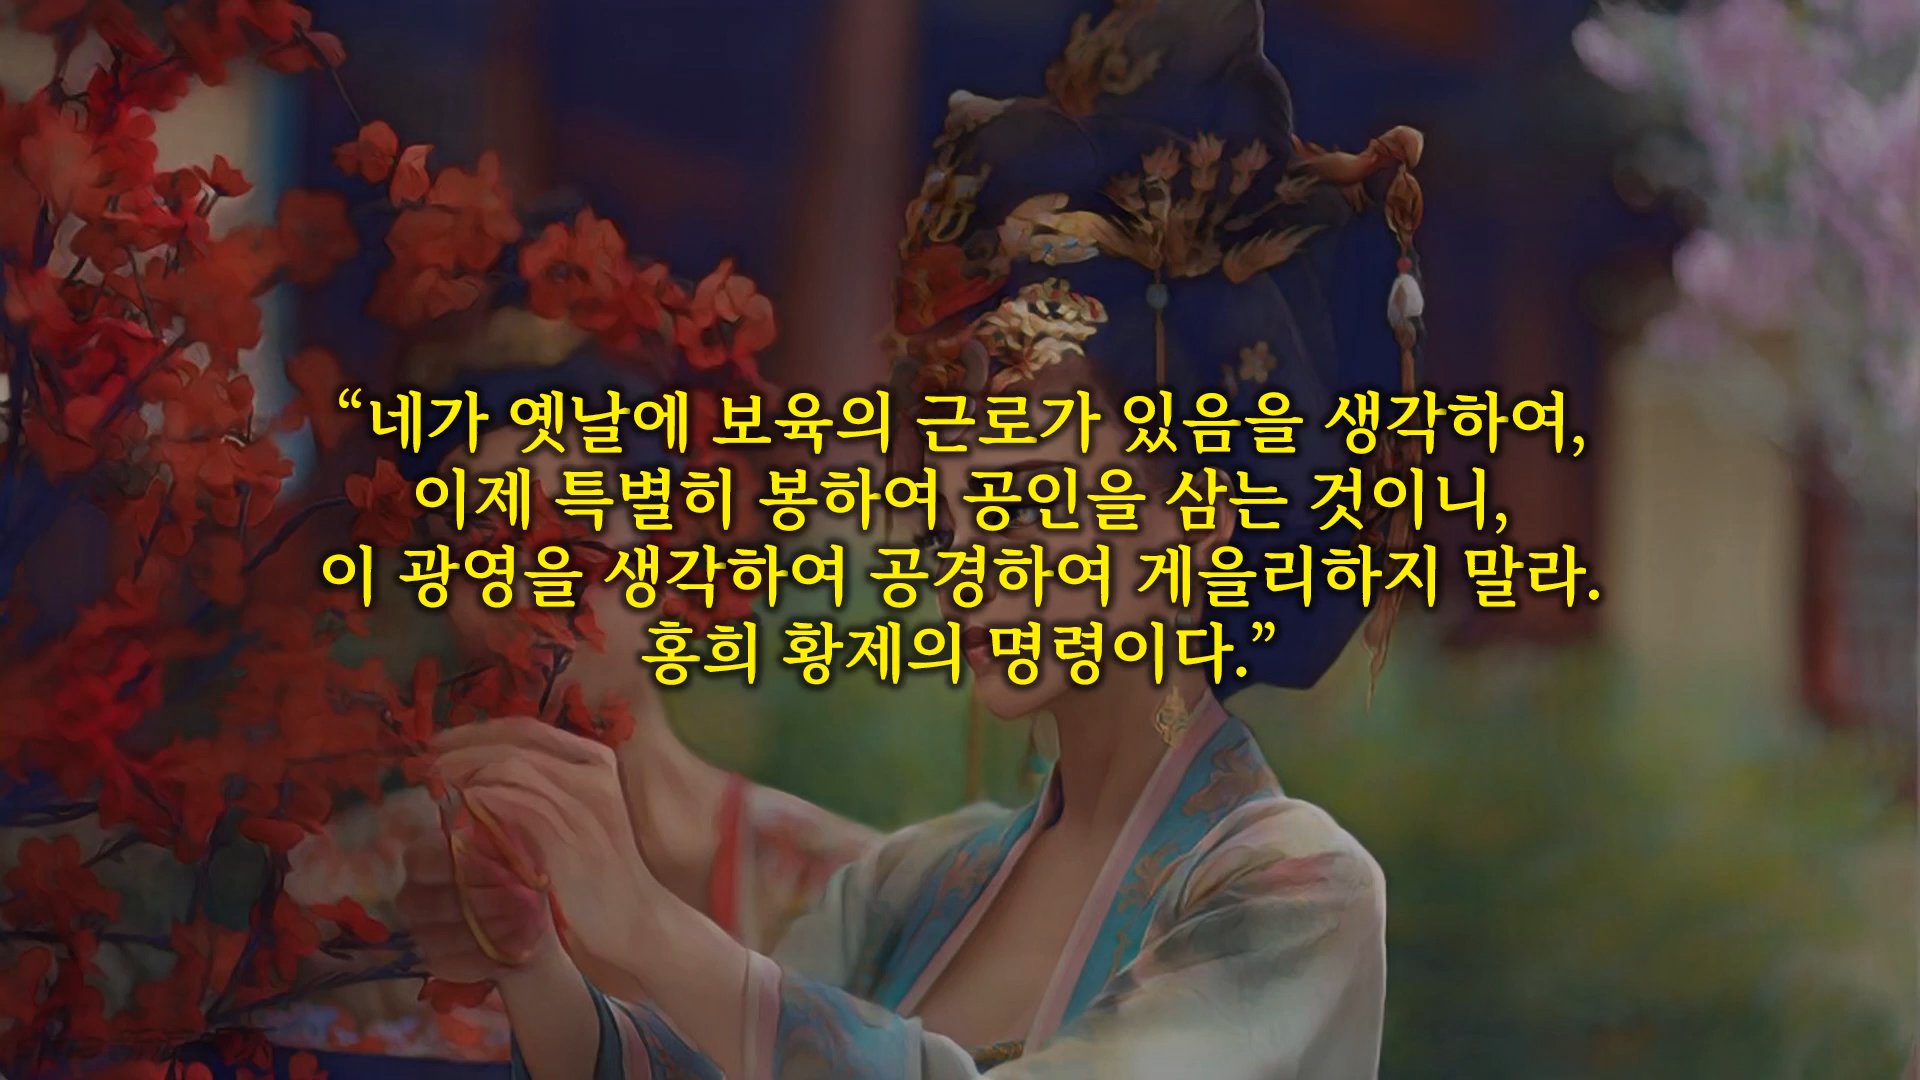 “네가 옛날에 보육의 근로가 있음을 생각하여,
이제 특별히 봉하여 공인을 삼는 것이니,
이 광영을 생각하여 공경하여 게을리하지 말라.
홍희 황제의 명령이다.”